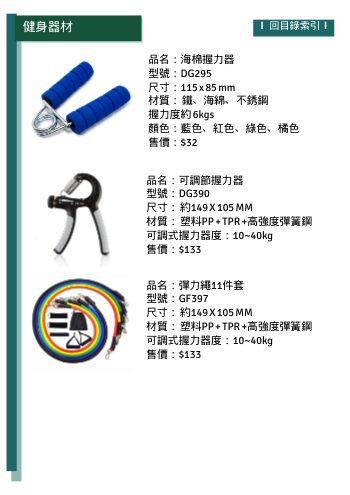 健身器材
I 回目錄索引 I
品名：海棉握力器
型號：DG295
尺寸：115 x 85 mm
材質： 鐵、海綿、不銹鋼
握力度約6kgs
顏色：藍色、紅色、綠色、橘色
售價：$32
品名：可調節握力器
型號：DG390
尺寸： 約149 X 105 MM
材質： 塑料PP + TPR +高強度彈簧鋼
可調式握力器度：10~40kg
售價：$133
品名：彈力繩11件套
型號：GF397
尺寸： 約149 X 105 MM
材質： 塑料PP + TPR +高強度彈簧鋼
可調式握力器度：10~40kg
售價：$133